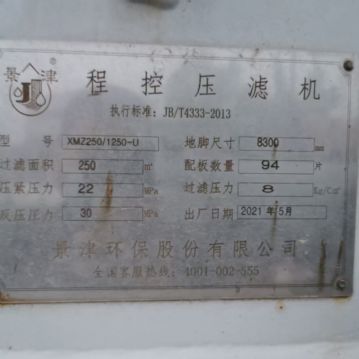 景津
程控压滤机
执行标准：JB/T4333-2013
型 号 XMZ250/1250-U 地脚尺寸 8300 mm
过滤面积 250 m² 配板数量 94 片
压紧压力 22 MPa 过滤压力 8 Kg/Cm²
反压压力 30 MPa 出厂日期 2021年5月
景津环保股份有限公司
全国客服热线：4001-002-555